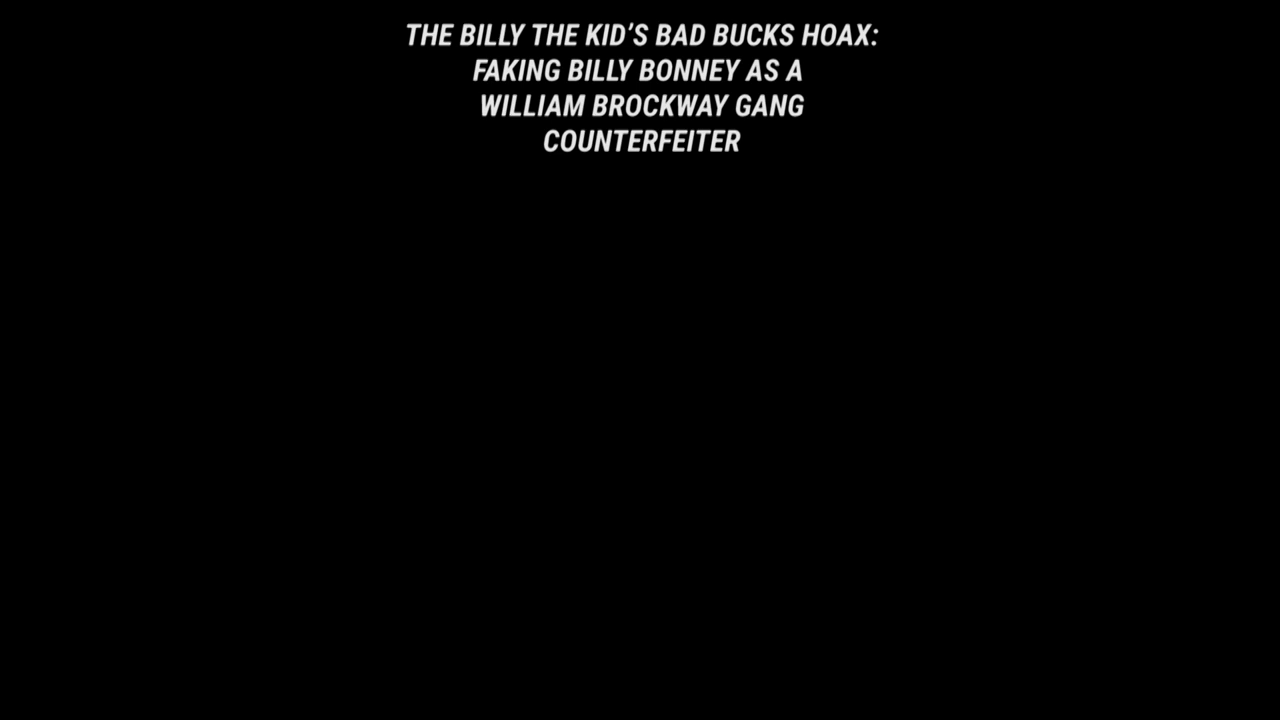 THE BILLY THE KID’S BAD BUCKS HOAX:
FAKING BILLY BONNEY AS A
WILLIAM BROCKWAY GANG
COUNTERFEITER